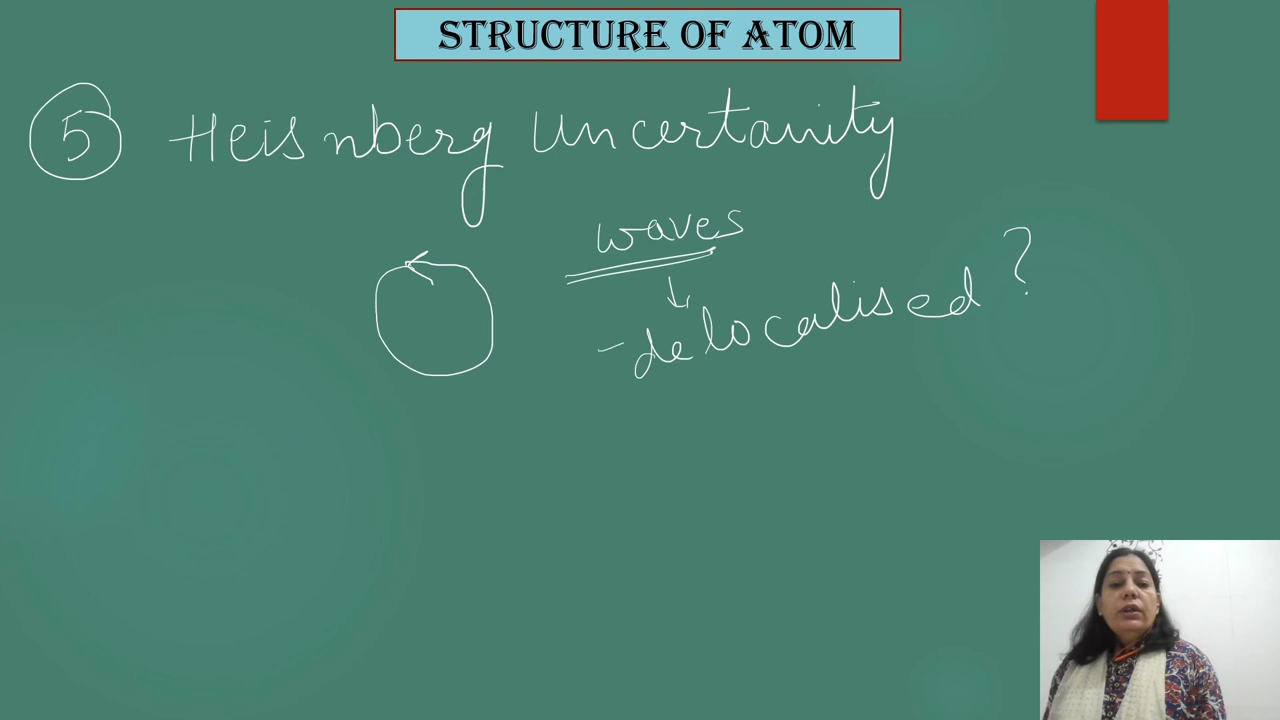 STRUCTURE OF ATOM
5 Heisnberg Uncertanity
waves
-delocalised ?